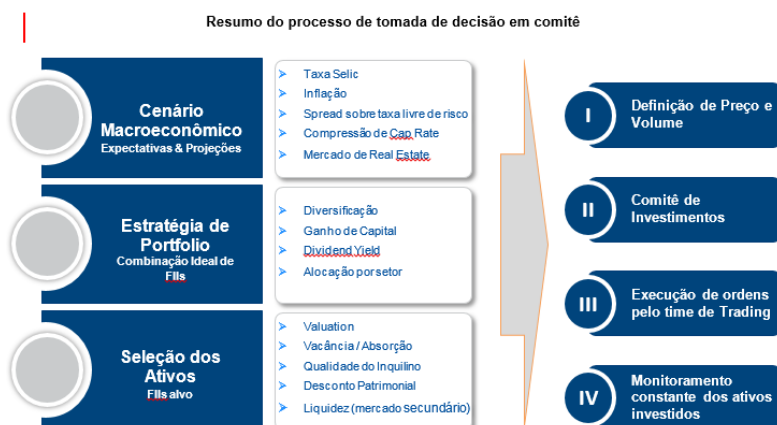 Resumo do processo de tomada de decisão em comitê
Cenário
Macroeconômico
Expectativas & Projeções
Taxa Selic
Inflação
Spread sobre taxa livre de risco
Compressão de Cap Rate
Mercado de Real Estate
Estratégia de
Portfolio
Combinação Ideal de
FIIs
Diversificação
Ganho de Capital
Dividend Yield
Alocação por setor
Seleção dos
Ativos
FIIs alvo
Valuation
Vacância / Absorção
Qualidade do Inquilino
Desconto Patrimonial
Liquidez (mercado secundário)
I
Definição de Preço e
Volume
II
Comitê de
Investimentos
III
Execução de ordens
pelo time de Trading
IV
Monitoramento
constante dos ativos
investidos